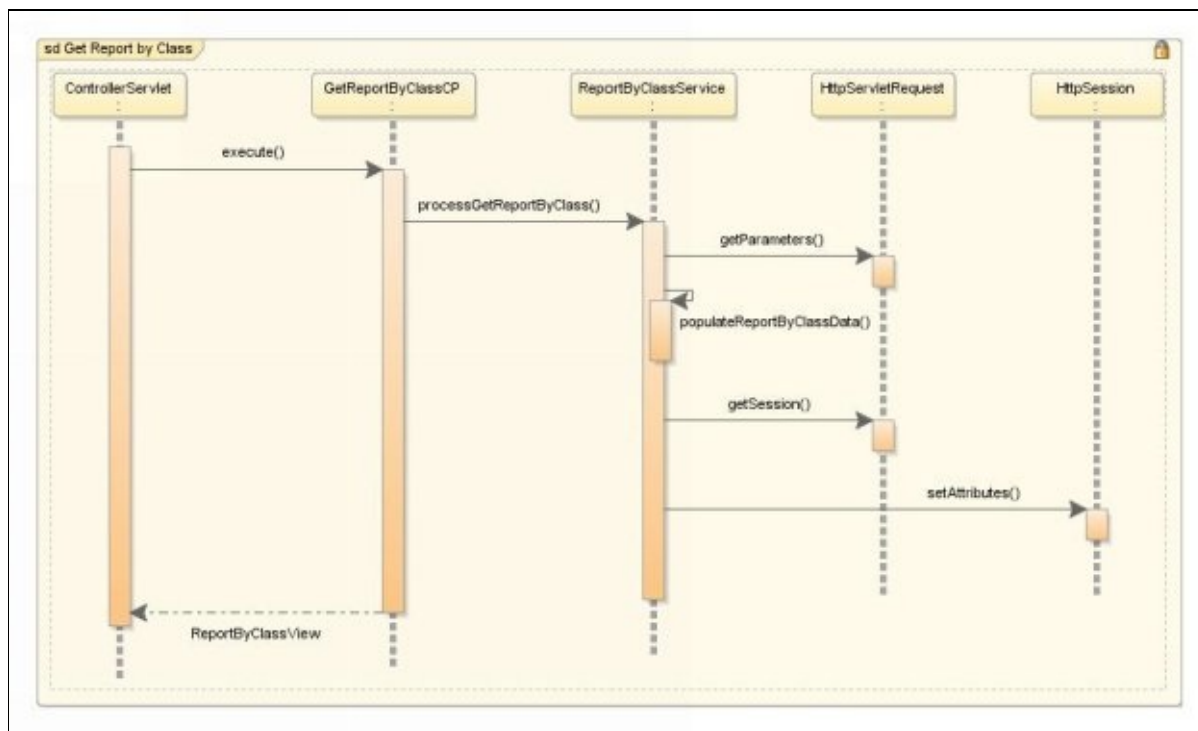 sd Get Report by Class
ControllerServlet
GetReportByClassCP
ReportByClassService
HttpServletRequest
HttpSession
execute()
processGetReportByClass()
getParameters()
populateReportByClassData()
getSession()
setAttributes()
ReportByClassView